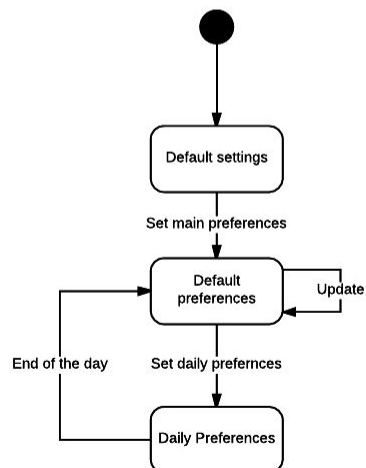 Default settings
Set main preferences
Default
preferences
Update
End of the day
Set daily prefernces
Daily Preferences